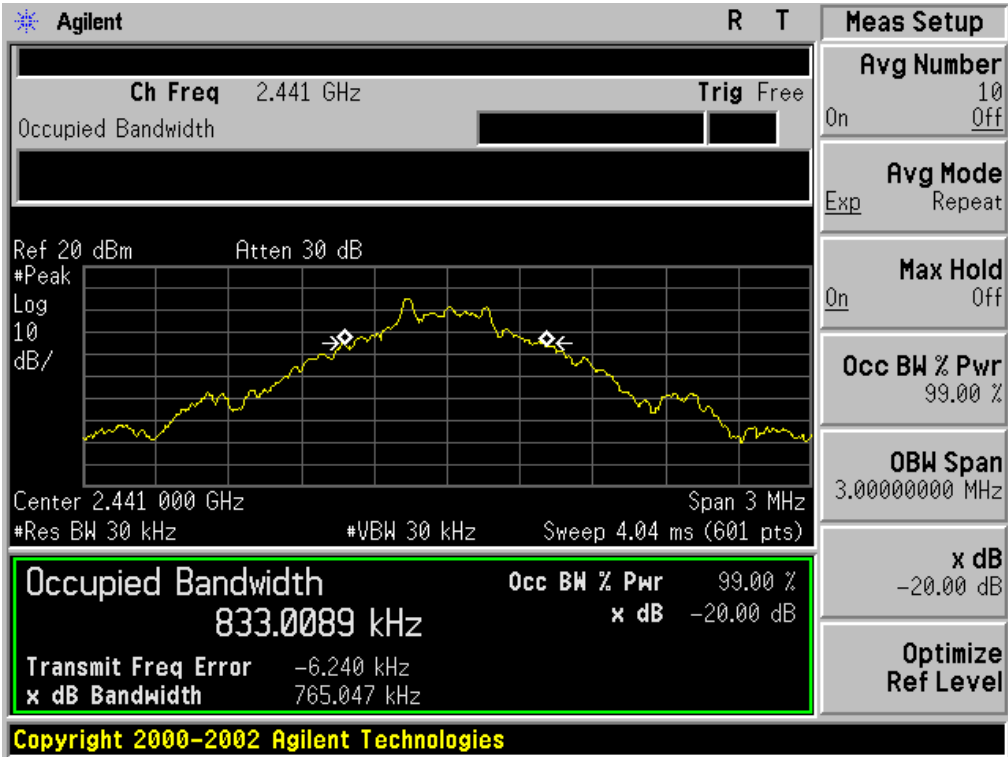 Agilent R T
Ch Freq 2.441 GHz Trig Free
Occupied Bandwidth
Ref 20 dBm Atten 30 dB
#Peak
Log
10
dB/
Center 2.441 000 GHz Span 3 MHz
#Res BW 30 kHz #VBW 30 kHz Sweep 4.04 ms (601 pts)
Occupied Bandwidth
833.0089 kHz
Occ BW % Pwr 99.00 %
x dB -20.00 dB
Transmit Freq Error -6.240 kHz
x dB Bandwidth 765.047 kHz
Copyright 2000-2002 Agilent Technologies
Meas Setup
Avg Number
10
On Off
Avg Mode
Exp Repeat
Max Hold
On Off
Occ BW % Pwr
99.00 %
OBW Span
3.00000000 MHz
x dB
-20.00 dB
Optimize
Ref Level